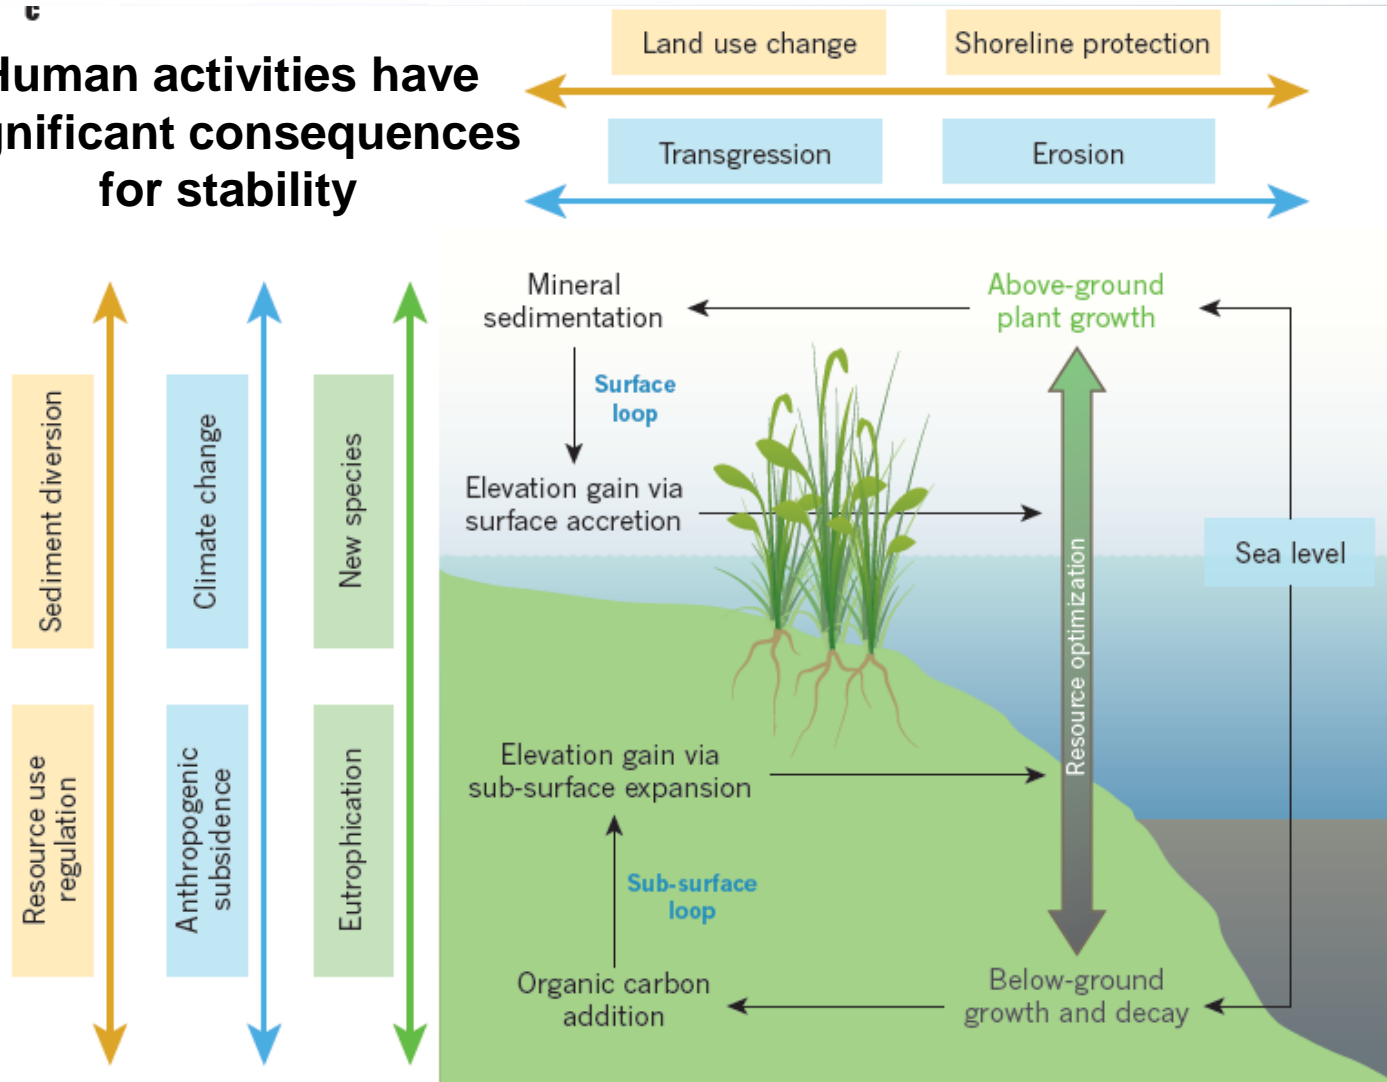 c
Human activities have
gnificant consequences
for stability
Land use change
Shoreline protection
Transgression
Erosion
Mineral
sedimentation
Above-ground
plant growth
Surface
loop
Elevation gain via
surface accretion
Sea level
Resource optimization
Elevation gain via
sub-surface expansion
Sub-surface
loop
Organic carbon
addition
Below-ground
growth and decay
Sediment diversion
Climate change
New species
Resource use
regulation
Anthropogenic
subsidence
Eutrophication